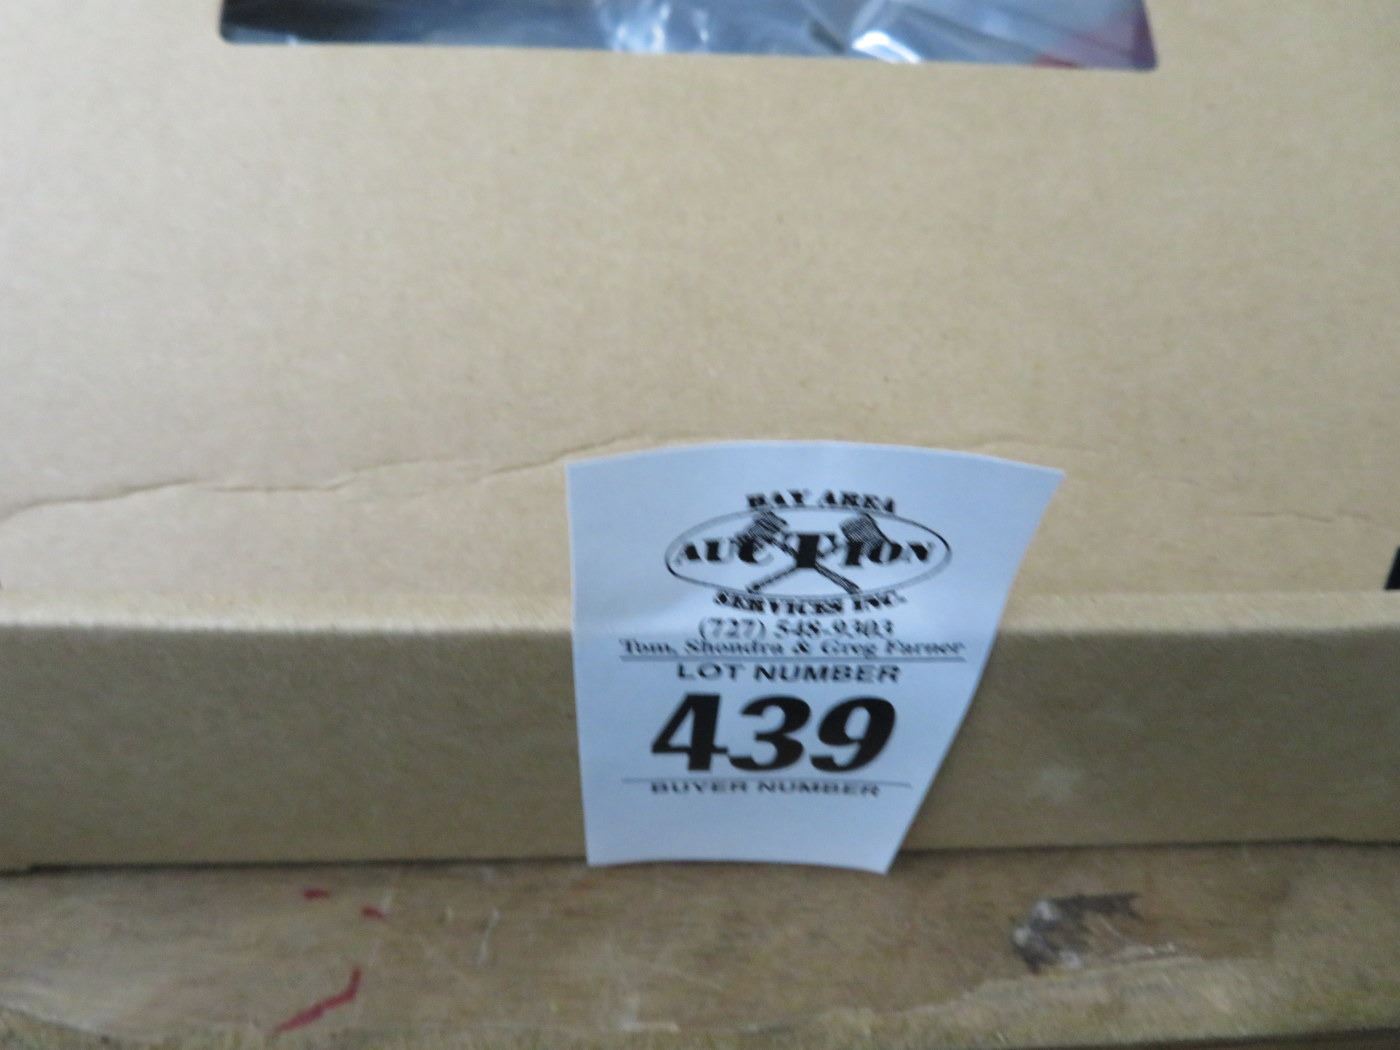 BAY AREA
AUCTION
SERVICES INC.
(727) 548-9303
Tom, Shondra & Greg Farner
LOT NUMBER
439
BUYER NUMBER